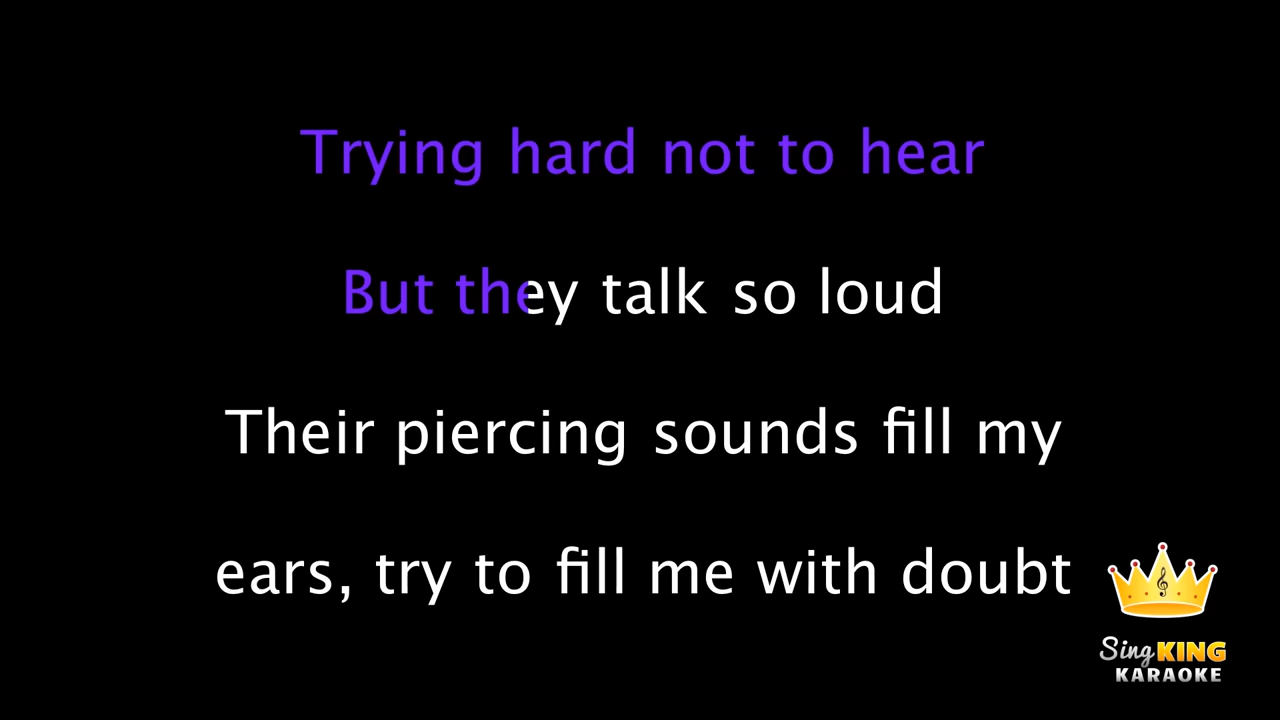 Trying hard not to hear
But they talk so loud
Their piercing sounds fill my
ears, try to fill me with doubt
Sing KING
KARAOKE